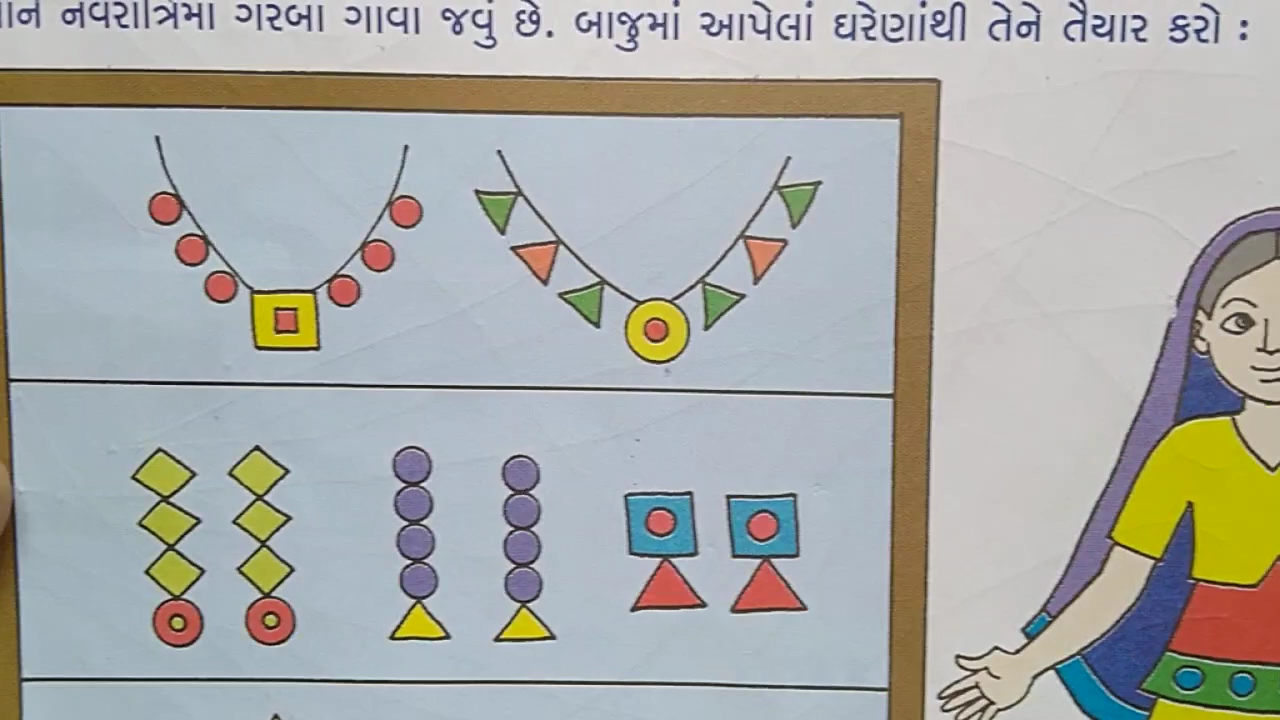 નવરાત્રિમાં ગરબા ગાવા જવું છે. બાજુમાં આપેલાં ઘરેણાંથી તેને તૈયાર કરો :